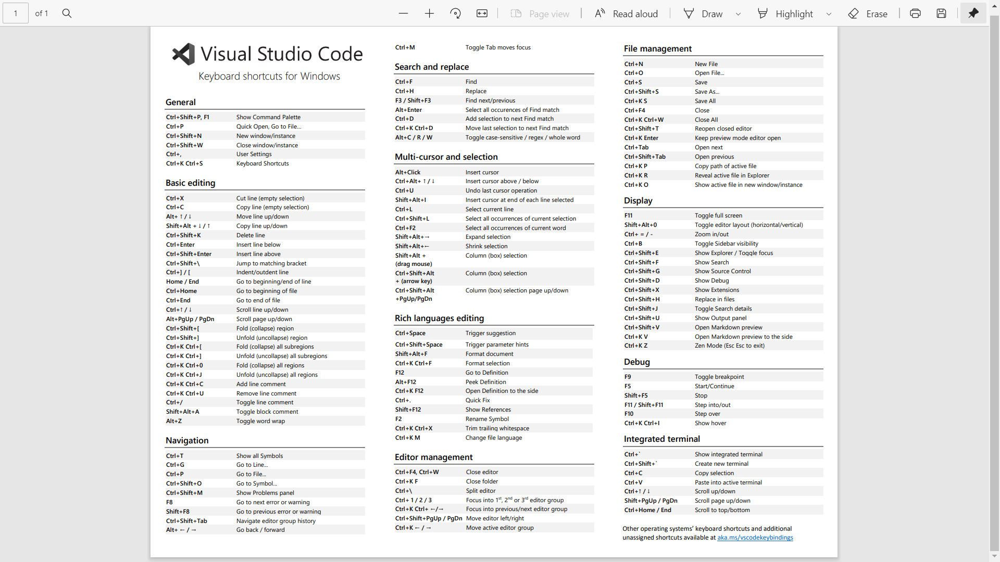 1 of 1 Page view Read aloud Draw Highlight Erase
Visual Studio Code
Keyboard shortcuts for Windows
General
Ctrl+Shift+P, F1 Show Command Palette
Ctrl+P Quick Open, Go to File...
Ctrl+Shift+N New window/instance
Ctrl+Shift+W Close window/instance
Ctrl+, User Settings
Ctrl+K Ctrl+S Keyboard Shortcuts
Basic editing
Ctrl+X Cut line (empty selection)
Ctrl+C Copy line (empty selection)
Alt+ ↑ / ↓ Move line up/down
Shift+Alt + ↓ / ↑ Copy line up/down
Ctrl+Shift+K Delete line
Ctrl+Enter Insert line below
Ctrl+Shift+Enter Insert line above
Ctrl+Shift+\ Jump to matching bracket
Ctrl+] / [ Indent/outdent line
Home / End Go to beginning/end of line
Ctrl+Home Go to beginning of file
Ctrl+End Go to end of file
Ctrl+↑ / ↓ Scroll line up/down
Alt+PgUp / PgDn Scroll page up/down
Ctrl+Shift+[ Fold (collapse) region
Ctrl+Shift+] Unfold (uncollapse) region
Ctrl+K Ctrl+[ Fold (collapse) all subregions
Ctrl+K Ctrl+] Unfold (uncollapse) all subregions
Ctrl+K Ctrl+0 Fold (collapse) all regions
Ctrl+K Ctrl+J Unfold (uncollapse) all regions
Ctrl+K Ctrl+C Add line comment
Ctrl+K Ctrl+U Remove line comment
Ctrl+/ Toggle line comment
Shift+Alt+A Toggle block comment
Alt+Z Toggle word wrap
Navigation
Ctrl+T Show all Symbols
Ctrl+G Go to Line...
Ctrl+P Go to File...
Ctrl+Shift+O Go to Symbol...
Ctrl+Shift+M Show Problems panel
F8 Go to next error or warning
Shift+F8 Go to previous error or warning
Ctrl+Shift+Tab Navigate editor group history
Alt+ ← / → Go back / forward
Ctrl+M Toggle Tab moves focus
Search and replace
Ctrl+F Find
Ctrl+H Replace
F3 / Shift+F3 Find next/previous
Alt+Enter Select all occurences of Find match
Ctrl+D Add selection to next Find match
Ctrl+K Ctrl+D Move last selection to next Find match
Alt+C / R / W Toggle case-sensitive / regex / whole word
Multi-cursor and selection
Alt+Click Insert cursor
Ctrl+Alt+ ↑ / ↓ Insert cursor above / below
Ctrl+U Undo last cursor operation
Shift+Alt+I Insert cursor at end of each line selected
Ctrl+L Select current line
Ctrl+Shift+L Select all occurrences of current selection
Ctrl+F2 Select all occurrences of current word
Shift+Alt+→ Expand selection
Shift+Alt+← Shrink selection
Shift+Alt + Column (box) selection
(drag mouse)
Ctrl+Shift+Alt Column (box) selection
+ (arrow key)
Ctrl+Shift+Alt Column (box) selection page up/down
+PgUp/PgDn
Rich languages editing
Ctrl+Space Trigger suggestion
Ctrl+Shift+Space Trigger parameter hints
Shift+Alt+F Format document
Ctrl+K Ctrl+F Format selection
F12 Go to Definition
Alt+F12 Peek Definition
Ctrl+K F12 Open Definition to the side
Ctrl+. Quick Fix
Shift+F12 Show References
F2 Rename Symbol
Ctrl+K Ctrl+X Trim trailing whitespace
Ctrl+K M Change file language
Editor management
Ctrl+F4, Ctrl+W Close editor
Ctrl+K F Close folder
Ctrl+\ Split editor
Ctrl+ 1 / 2 / 3 Focus into 1st, 2nd or 3rd editor group
Ctrl+K Ctrl+ ←/→ Focus into previous/next editor group
Ctrl+Shift+PgUp / PgDn Move editor left/right
Ctrl+K ← / → Move active editor group
File management
Ctrl+N New File
Ctrl+O Open File...
Ctrl+S Save
Ctrl+Shift+S Save As...
Ctrl+K S Save All
Ctrl+F4 Close
Ctrl+K Ctrl+W Close All
Ctrl+Shift+T Reopen closed editor
Ctrl+K Enter Keep preview mode editor open
Ctrl+Tab Open next
Ctrl+Shift+Tab Open previous
Ctrl+K P Copy path of active file
Ctrl+K R Reveal active file in Explorer
Ctrl+K O Show active file in new window/instance
Display
F11 Toggle full screen
Shift+Alt+0 Toggle editor layout (horizontal/vertical)
Ctrl+ = / - Zoom in/out
Ctrl+B Toggle Sidebar visibility
Ctrl+Shift+E Show Explorer / Toggle focus
Ctrl+Shift+F Show Search
Ctrl+Shift+G Show Source Control
Ctrl+Shift+D Show Debug
Ctrl+Shift+X Show Extensions
Ctrl+Shift+H Replace in files
Ctrl+Shift+J Toggle Search details
Ctrl+Shift+U Show Output panel
Ctrl+Shift+V Open Markdown preview
Ctrl+K V Open Markdown preview to the side
Ctrl+K Z Zen Mode (Esc Esc to exit)
Debug
F9 Toggle breakpoint
F5 Start/Continue
Shift+F5 Stop
F11 / Shift+F11 Step into/out
F10 Step over
Ctrl+K Ctrl+I Show hover
Integrated terminal
Ctrl+` Show integrated terminal
Ctrl+Shift+` Create new terminal
Ctrl+C Copy selection
Ctrl+V Paste into active terminal
Ctrl+↑ / ↓ Scroll up/down
Shift+PgUp / PgDn Scroll page up/down
Ctrl+Home / End Scroll to top/bottom
Other operating systems' keyboard shortcuts and additional
unassigned shortcuts available at aka.ms/vscodekeybindings